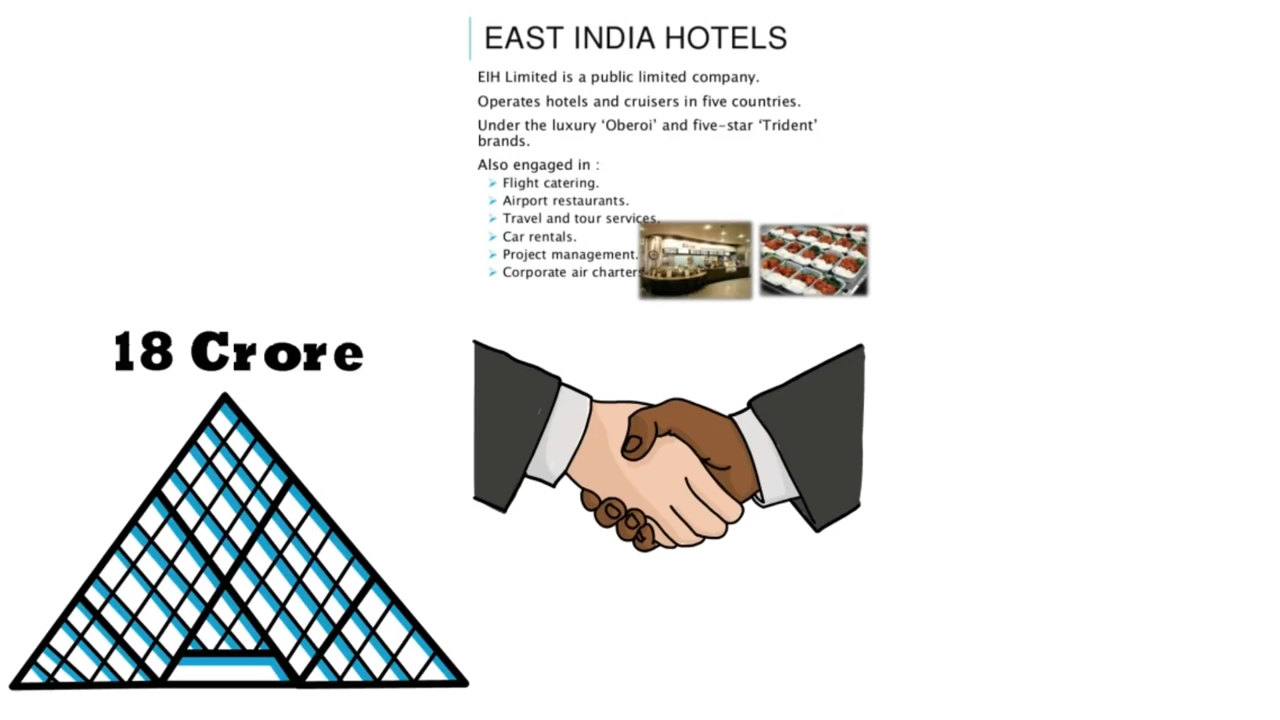 EAST INDIA HOTELS
EIH Limited is a public limited company.
Operates hotels and cruisers in five countries.
Under the luxury ‘Oberoi’ and five-star ‘Trident’
brands.
Also engaged in :
Flight catering.
Airport restaurants.
Travel and tour services.
Car rentals.
Project management.
Corporate air charter
18 Crore